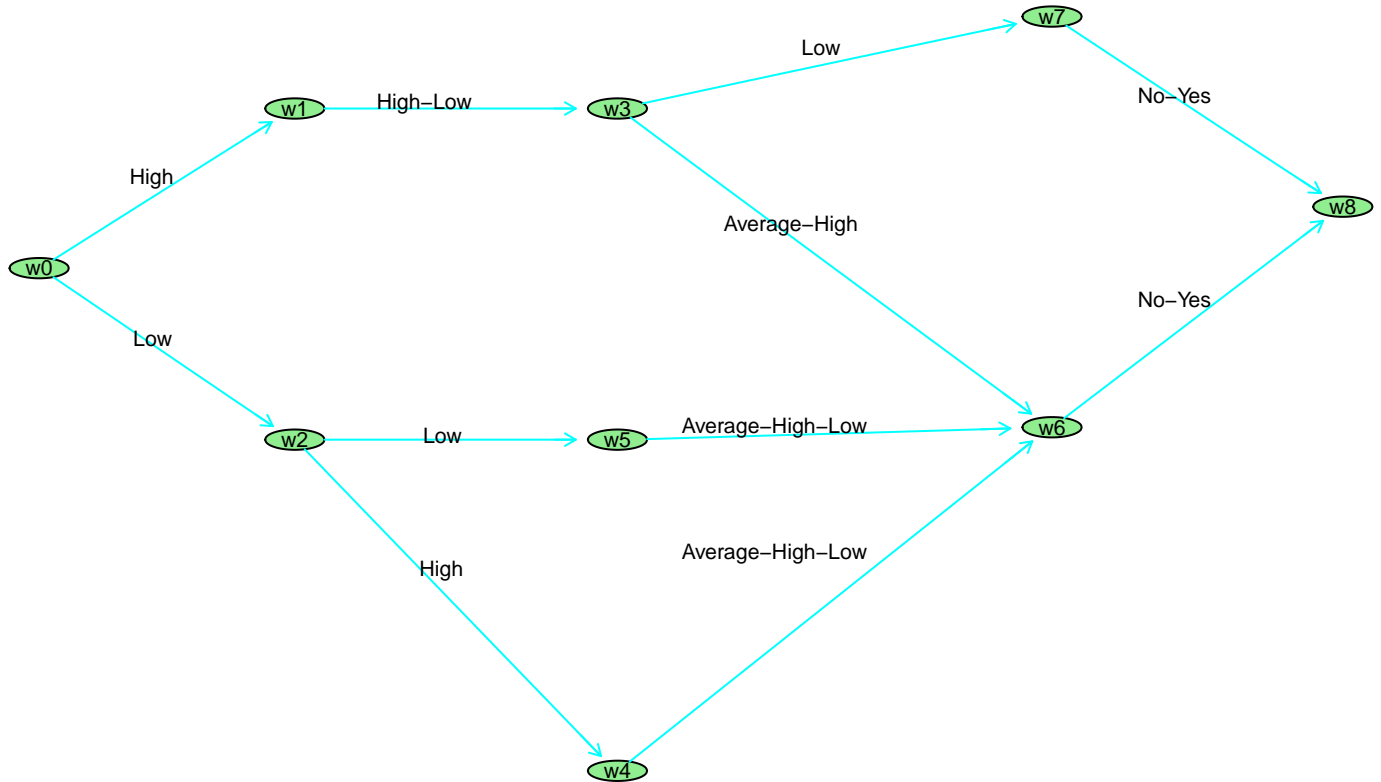 w7
Low
No−Yes
w1
High−Low
w3
High
w8
Average−High
w0
No−Yes
Low
w2
Low
w5
Average−High−Low
w6
Average−High−Low
High
w4